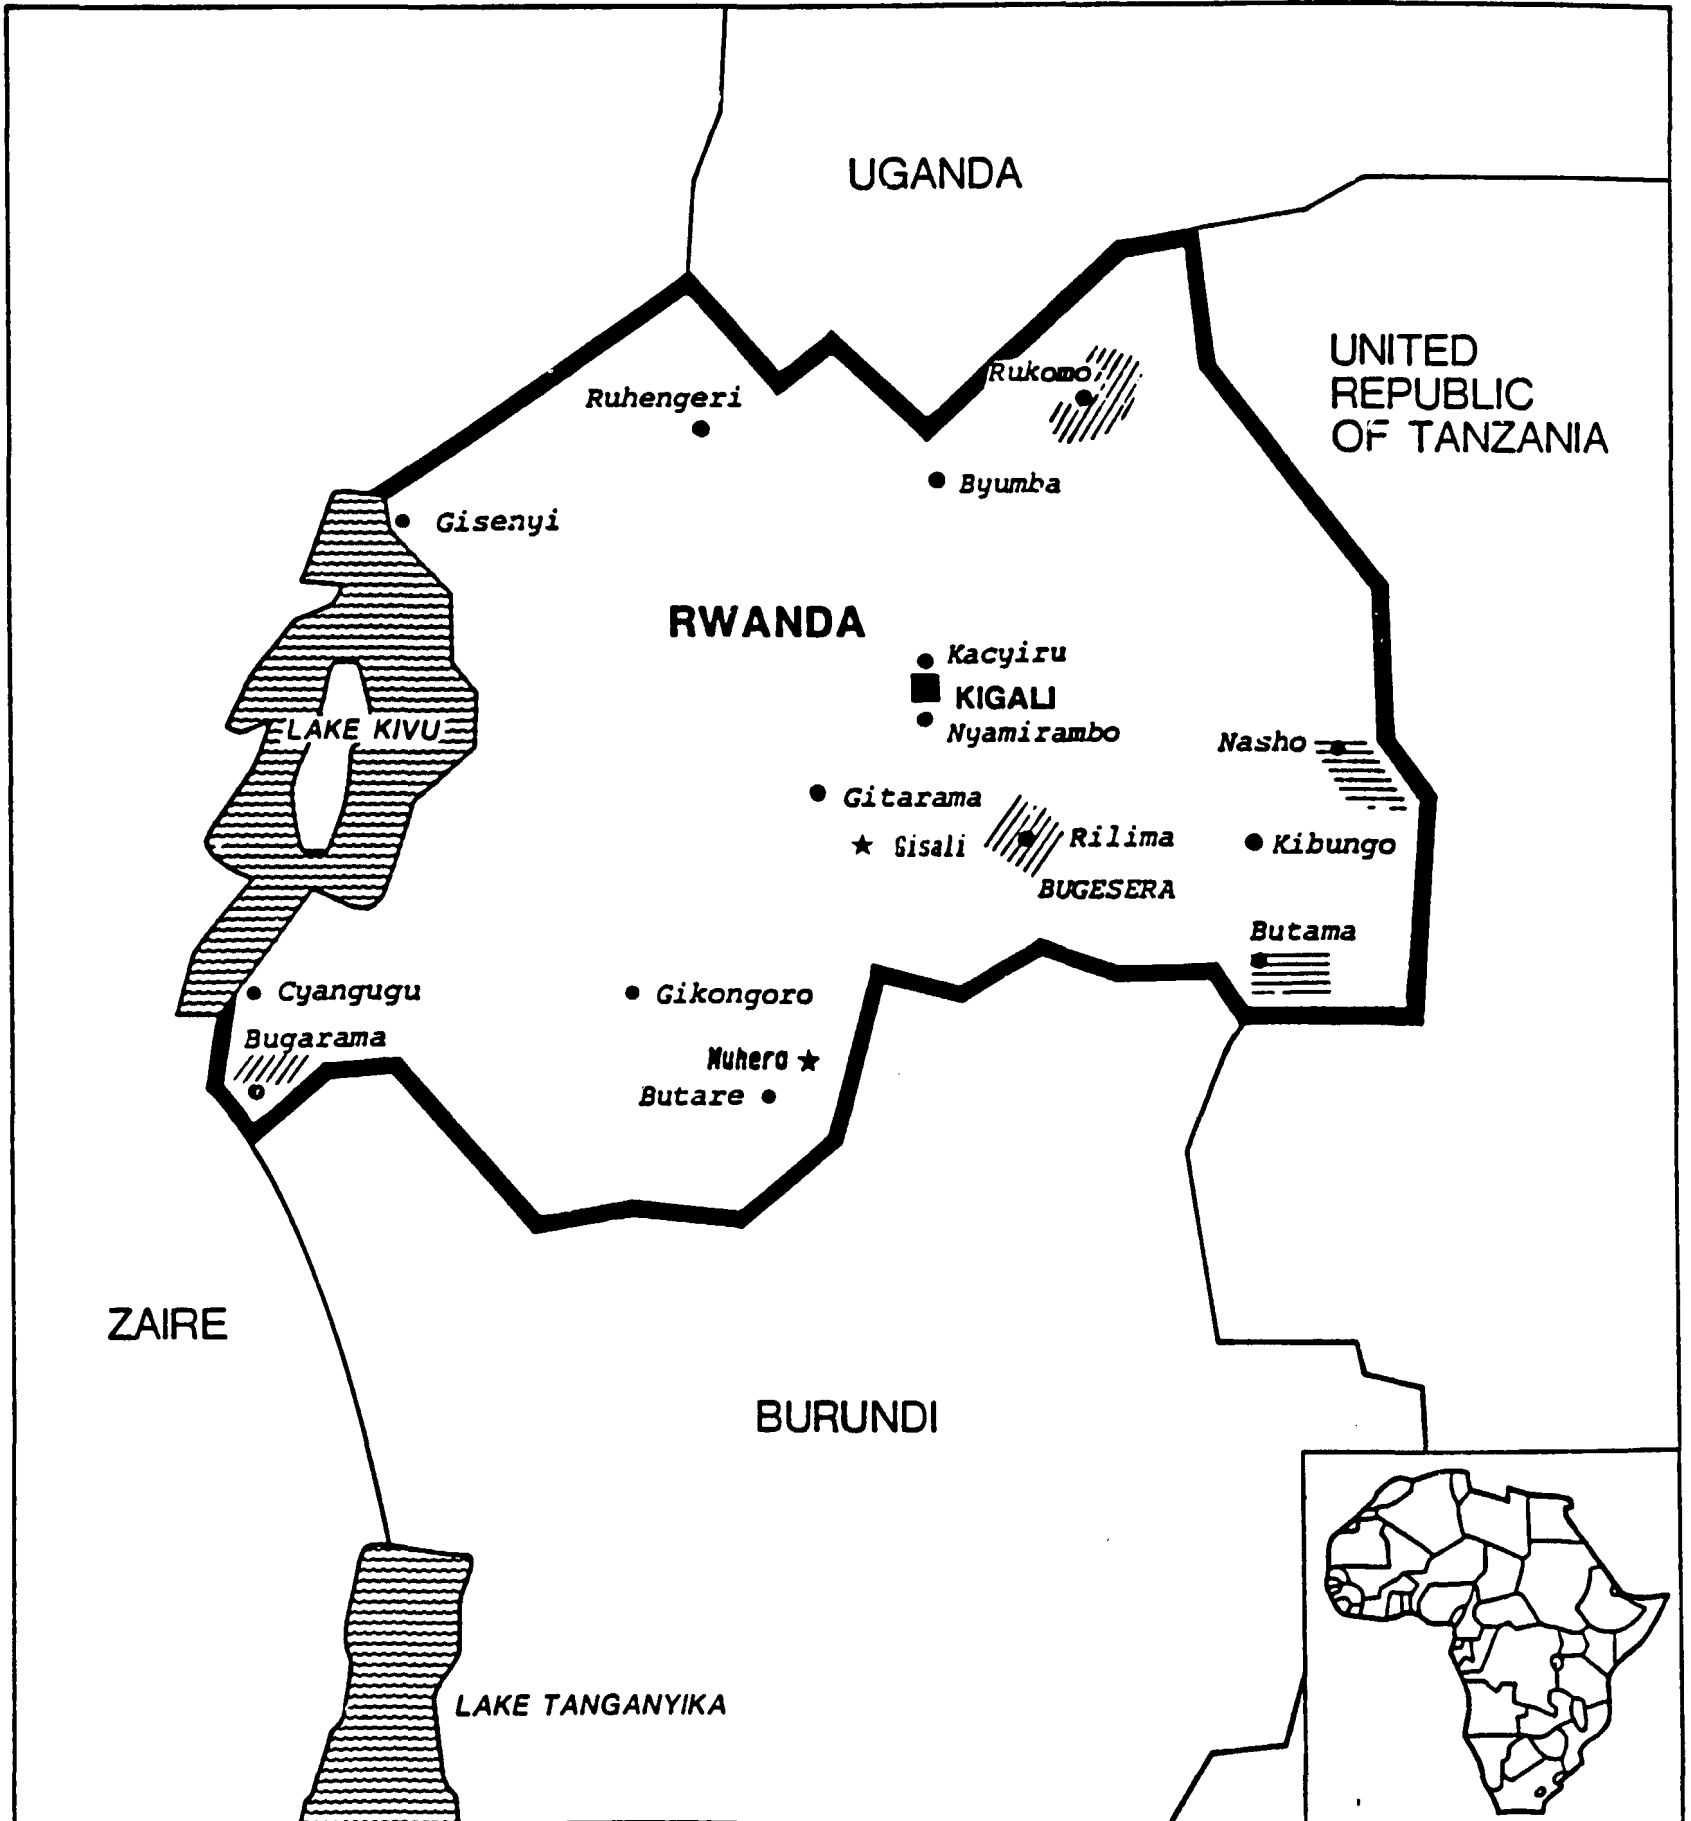 UGANDA
UNITED
REPUBLIC
OF TANZANIA
Rukomo
Ruhengeri
Byumba
Gisenyi
RWANDA
Kacyiru
KIGALI
Nyamirambo
LAKE KIVU
Nasho
Gitarama
Gisali
Rilima
Kibungo
BUGESERA
Butama
Cyangugu
Gikongoro
Bugarama
Muhero
Butare
ZAIRE
BURUNDI
LAKE TANGANYIKA